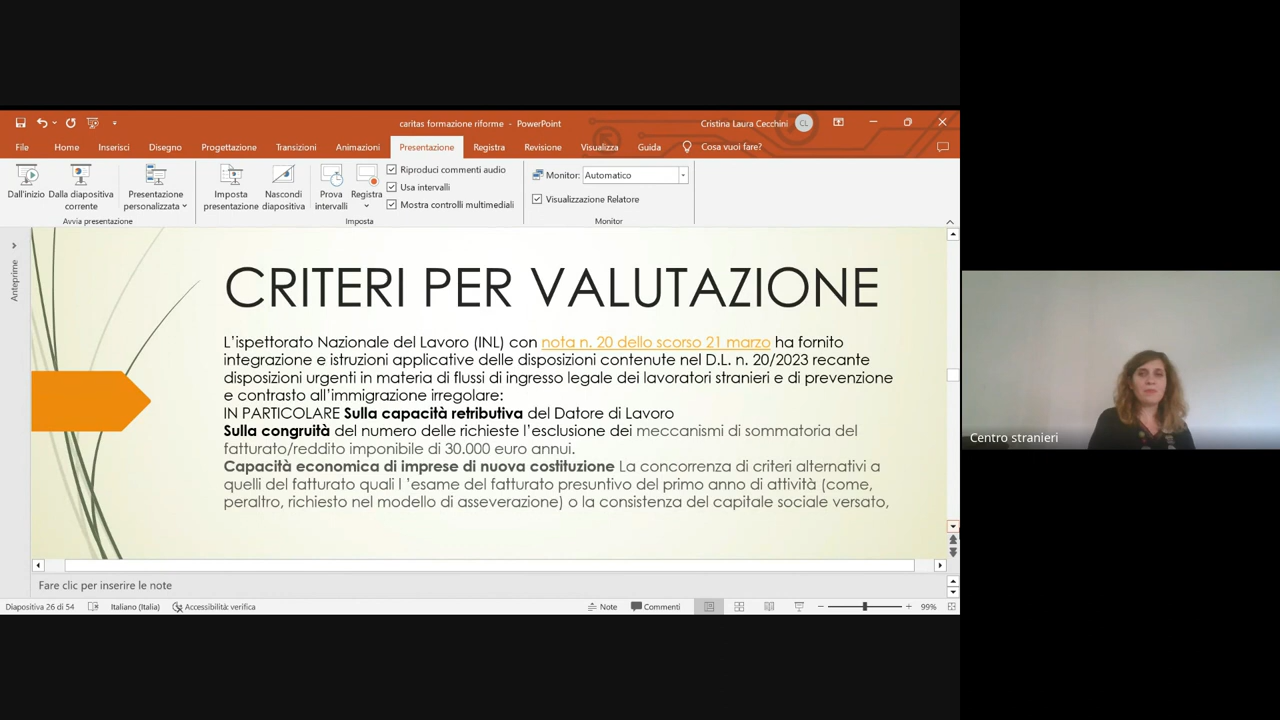 caritas formazione riforme - PowerPoint
Cristina Laura Cecchini CL
File Home Inserisci Disegno Progettazione Transizioni Animazioni Presentazione Registra Revisione Visualizza Guida Cosa vuoi fare?
Dall'inizio
Dalla diapositiva corrente
Presentazione personalizzata
Avvia presentazione
Imposta presentazione
Nascondi diapositiva
Prova intervalli
Registra
Riproduci commenti audio
Usa intervalli
Mostra controlli multimediali
Imposta
Monitor: Automatico
Visualizzazione Relatore
Monitor
Anteprime
CRITERI PER VALUTAZIONE
L'ispettorato Nazionale del Lavoro (INL) con nota n. 20 dello scorso 21 marzo ha fornito
integrazione e istruzioni applicative delle disposizioni contenute nel D.L. n. 20/2023 recante
disposizioni urgenti in materia di flussi di ingresso legale dei lavoratori stranieri e di prevenzione
e contrasto all'immigrazione irregolare:
IN PARTICOLARE Sulla capacità retributiva del Datore di Lavoro
Sulla congruità del numero delle richieste l'esclusione dei meccanismi di sommatoria del
fatturato/reddito imponibile di 30.000 euro annui.
Capacità economica di imprese di nuova costituzione La concorrenza di criteri alternativi a
quelli del fatturato quali l 'esame del fatturato presuntivo del primo anno di attività (come,
peraltro, richiesto nel modello di asseverazione) o la consistenza del capitale sociale versato,
Centro stranieri
Fare clic per inserire le note
Diapositiva 26 di 54 Italiano (Italia) Accessibilità: verifica Note Commenti 99%